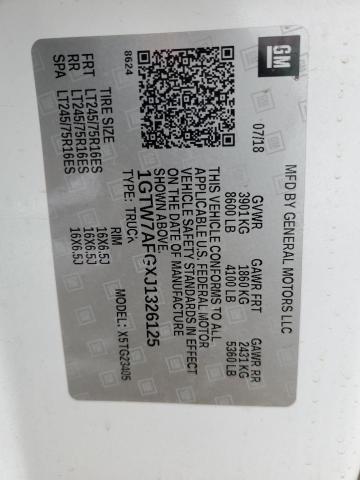 GM
MFD BY GENERAL MOTORS LLC
07/18
GVWR GAWR FRT GAWR RR
3901 KG 1860 KG 2431 KG
8600 LB 4100 LB 5360 LB
THIS VEHICLE CONFORMS TO ALL
APPLICABLE U.S. FEDERAL MOTOR
VEHICLE SAFETY STANDARDS IN EFFECT
ON THE DATE OF MANUFACTURE
SHOWN ABOVE.
1GTW7AFGXJ1326125
8624 TYPE: TRUCK MODEL: X5TG23405
TIRE SIZE RIM
FRT LT245/75R16ES 16X6.5J
RR LT245/75R16ES 16X6.5J
SPA LT245/75R16ES 16X6.5J